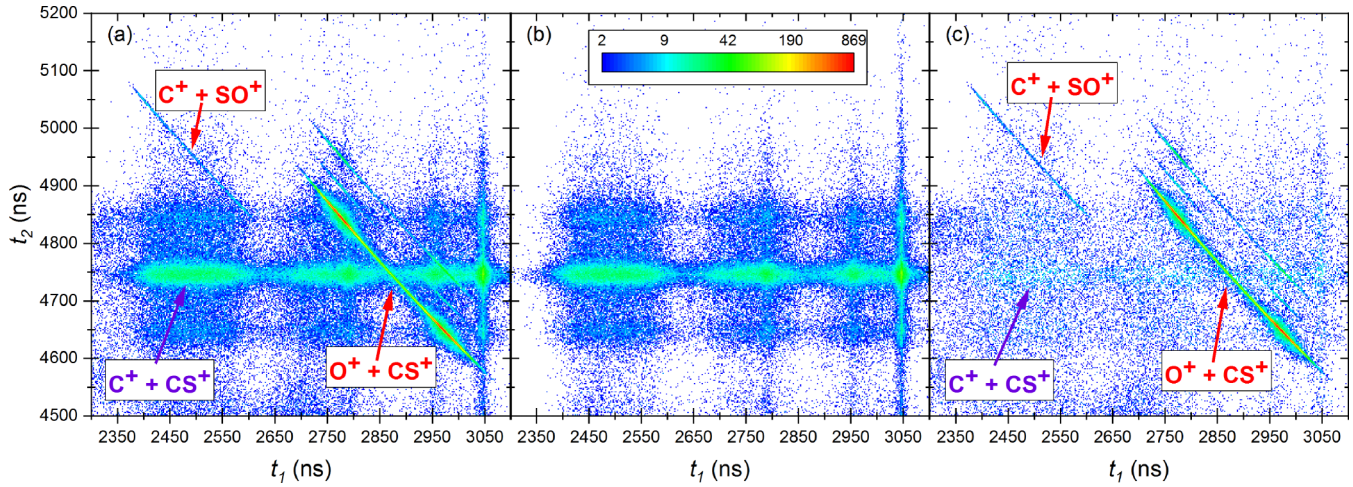 (a)
(b)
(c)
2 9 42 190 869
C⁺ + SO⁺
C⁺ + CS⁺
O⁺ + CS⁺
C⁺ + SO⁺
C⁺ + CS⁺
O⁺ + CS⁺
5200
5100
5000
4900
4800
4700
4600
4500
t₂ (ns)
2350 2450 2550 2650 2750 2850 2950 3050
2350 2450 2550 2650 2750 2850 2950 3050
2350 2450 2550 2650 2750 2850 2950 3050
t₁ (ns)
t₁ (ns)
t₁ (ns)